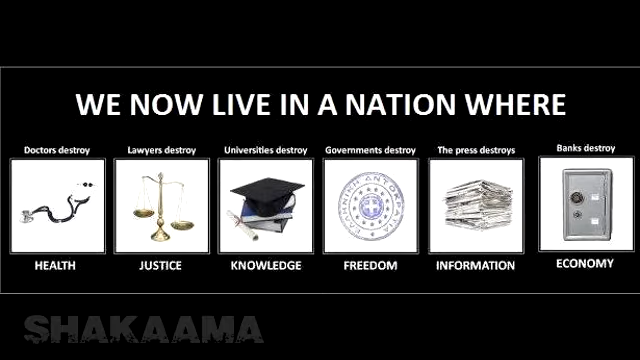 WE NOW LIVE IN A NATION WHERE
Doctors destroy
HEALTH
Lawyers destroy
JUSTICE
Universities destroy
KNOWLEDGE
Governments destroy
FREEDOM
The press destroys
INFORMATION
Banks destroy
ECONOMY
SHAKAAMA